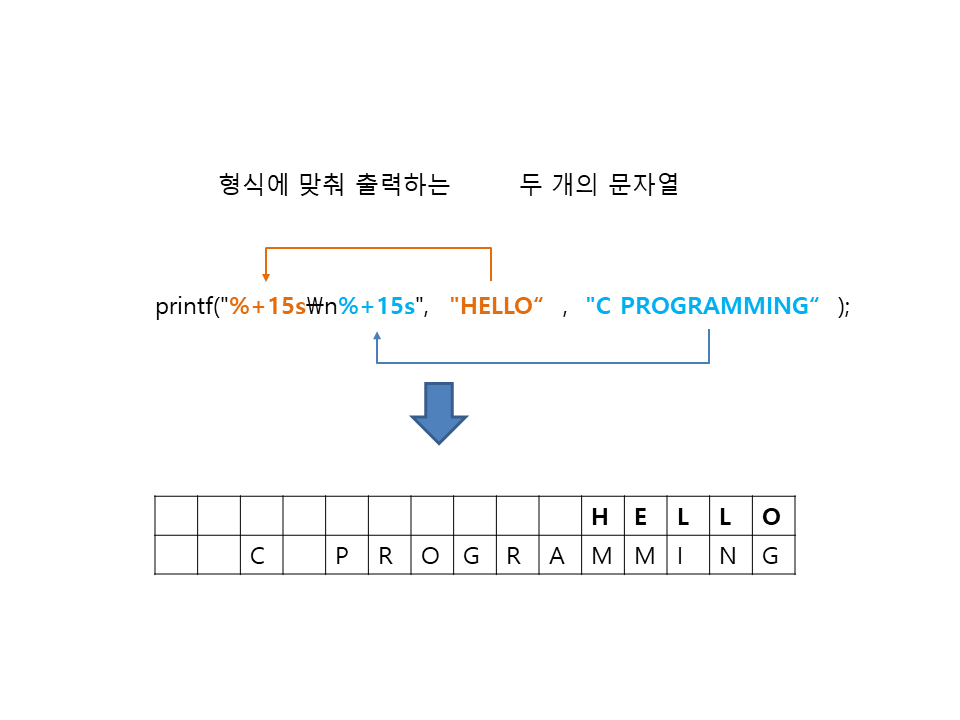 형식에 맞춰 출력하는 두 개의 문자열
printf("%+15s₩n%+15s", "HELLO“ , "C PROGRAMMING“ );
H E L L O
C P R O G R A M M I N G